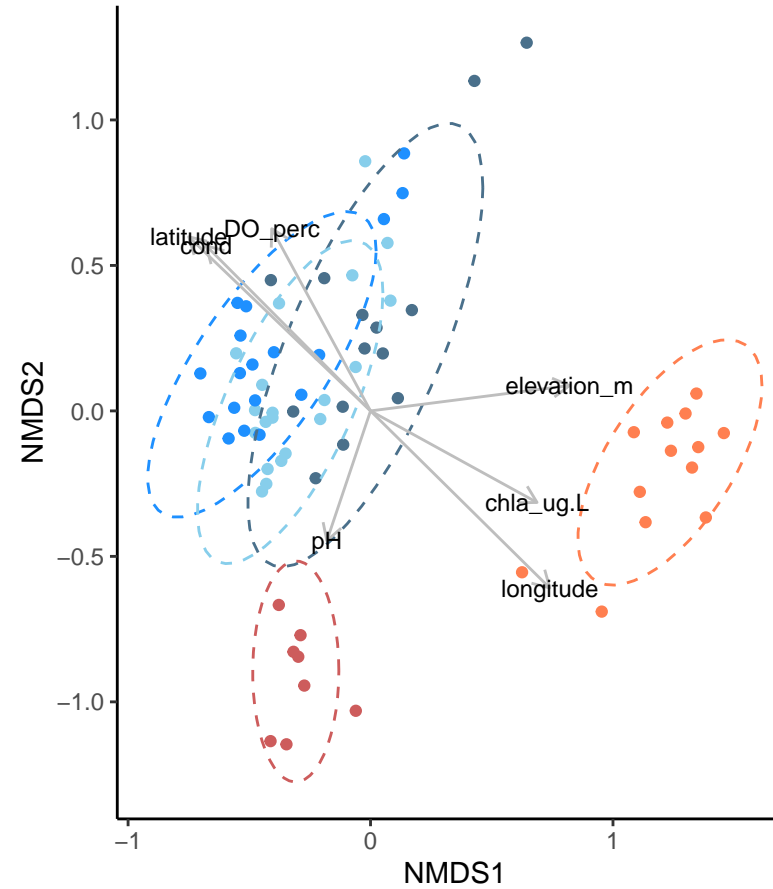 1.0
DO_perc
latitude
cond
0.5
NMDS2
elevation_m
0.0
chla_ug.L
pH
−0.5
longitude
−1.0
−1
0
1
NMDS1